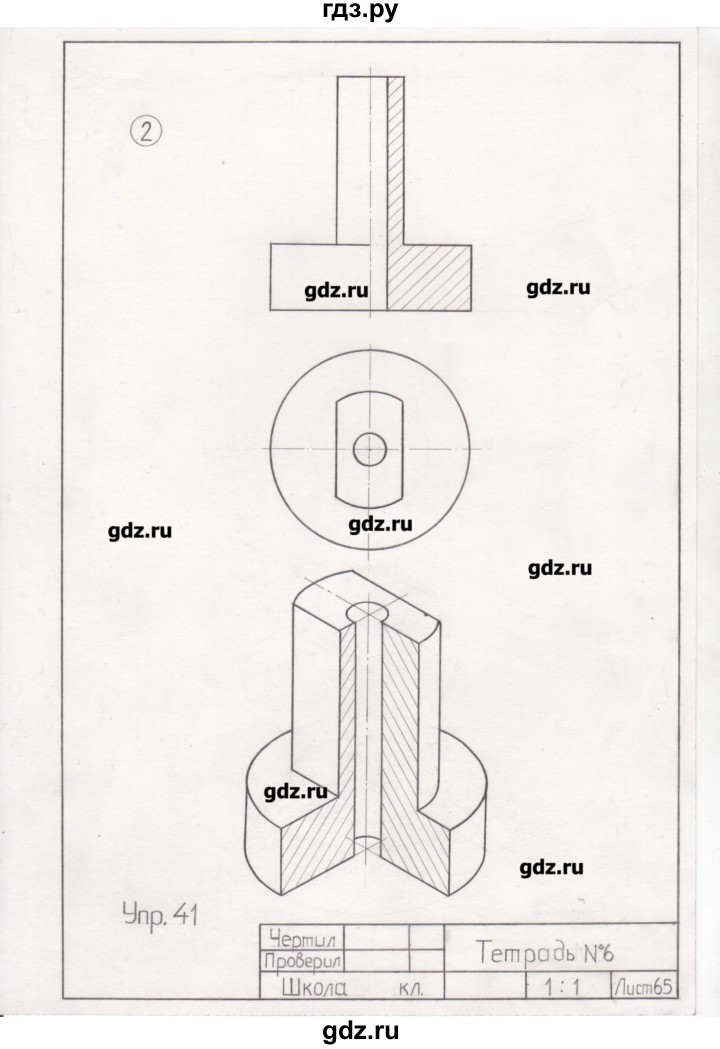 гдз.ру
2
gdz.ru
gdz.ru
gdz.ru
gdz.ru
gdz.ru
gdz.ru
gdz.ru
Упр. 41
Чертил
Проверил
Тетрадь №6
Школа кл.
1:1
Лист65
gdz.ru